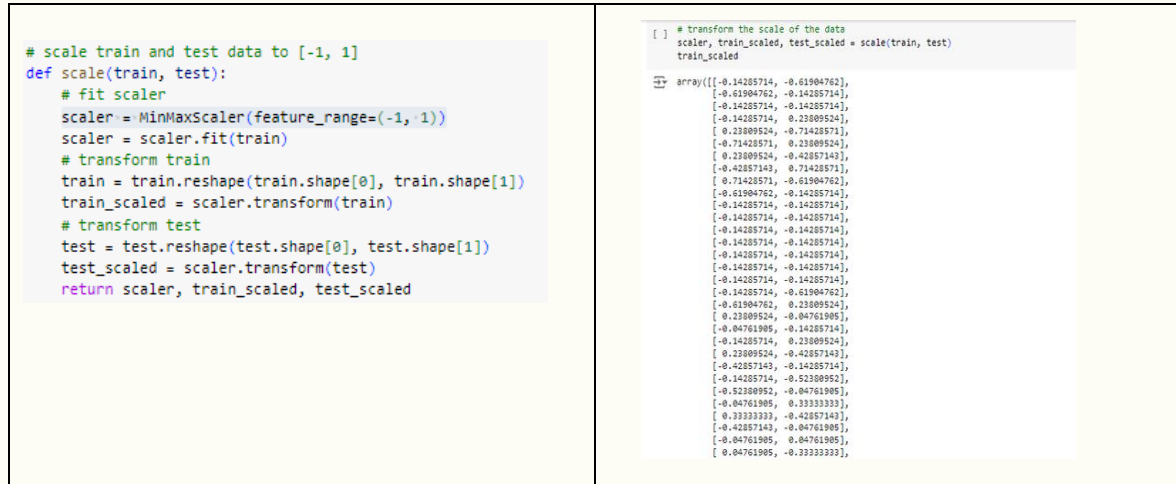 # scale train and test data to [-1, 1]
def scale(train, test):
    # fit scaler
    scaler = MinMaxScaler(feature_range=(-1, 1))
    scaler = scaler.fit(train)
    # transform train
    train = train.reshape(train.shape[0], train.shape[1])
    train_scaled = scaler.transform(train)
    # transform test
    test = test.reshape(test.shape[0], test.shape[1])
    test_scaled = scaler.transform(test)
    return scaler, train_scaled, test_scaled
[ ] # transform the scale of the data
scaler, train_scaled, test_scaled = scale(train, test)
train_scaled
array([[-0.14285714, -0.61904762],
[-0.61904762, -0.14285714],
[-0.14285714, -0.14285714],
[-0.14285714, 0.23809524],
[ 0.23809524, -0.71428571],
[-0.71428571, 0.23809524],
[ 0.23809524, -0.42857143],
[-0.42857143, 0.71428571],
[ 0.71428571, -0.61904762],
[-0.61904762, -0.14285714],
[-0.14285714, -0.14285714],
[-0.14285714, -0.14285714],
[-0.14285714, -0.14285714],
[-0.14285714, -0.14285714],
[-0.14285714, -0.14285714],
[-0.14285714, -0.14285714],
[-0.14285714, -0.61904762],
[-0.61904762, 0.23809524],
[ 0.23809524, -0.04761905],
[-0.04761905, -0.14285714],
[-0.14285714, 0.23809524],
[ 0.23809524, -0.42857143],
[-0.42857143, -0.14285714],
[-0.14285714, -0.52380952],
[-0.52380952, -0.04761905],
[-0.04761905, 0.33333333],
[ 0.33333333, -0.42857143],
[-0.42857143, -0.04761905],
[-0.04761905, 0.04761905],
[ 0.04761905, -0.33333333],